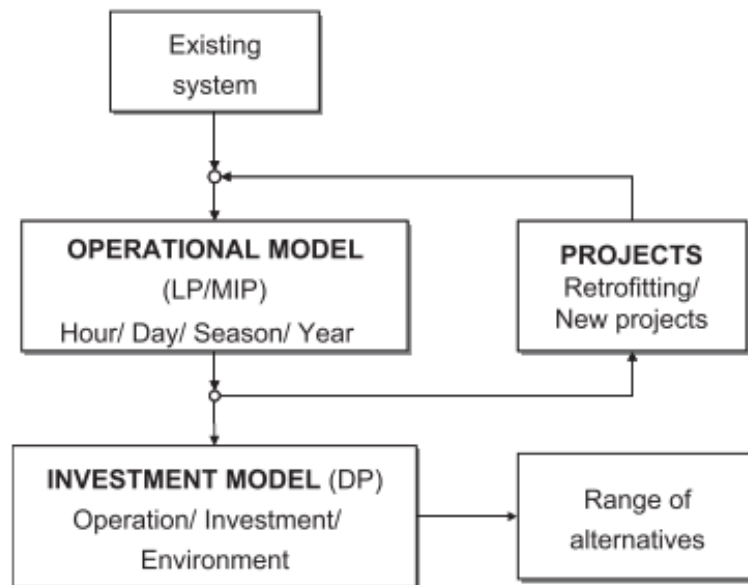 Existing
system
OPERATIONAL MODEL
(LP/MIP)
Hour/ Day/ Season/ Year
PROJECTS
Retrofitting/
New projects
INVESTMENT MODEL (DP)
Operation/ Investment/
Environment
Range of
alternatives